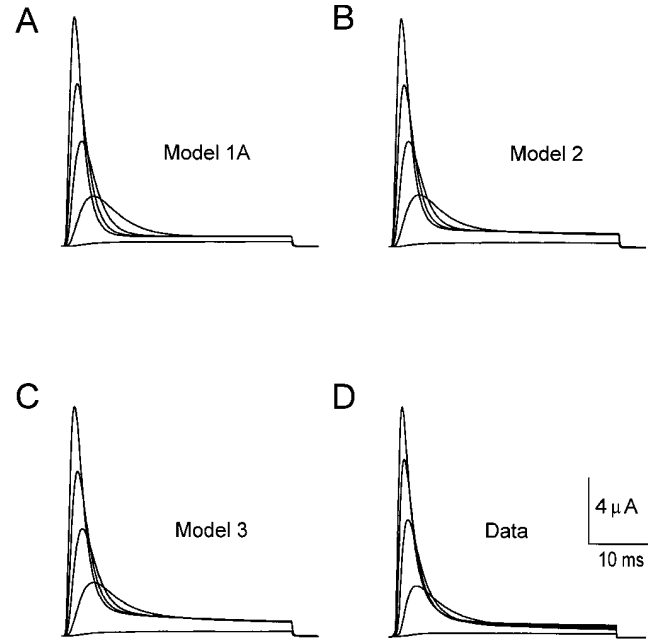 A
B
Model 1A
Model 2
C
D
Model 3
Data
4 μA
10 ms